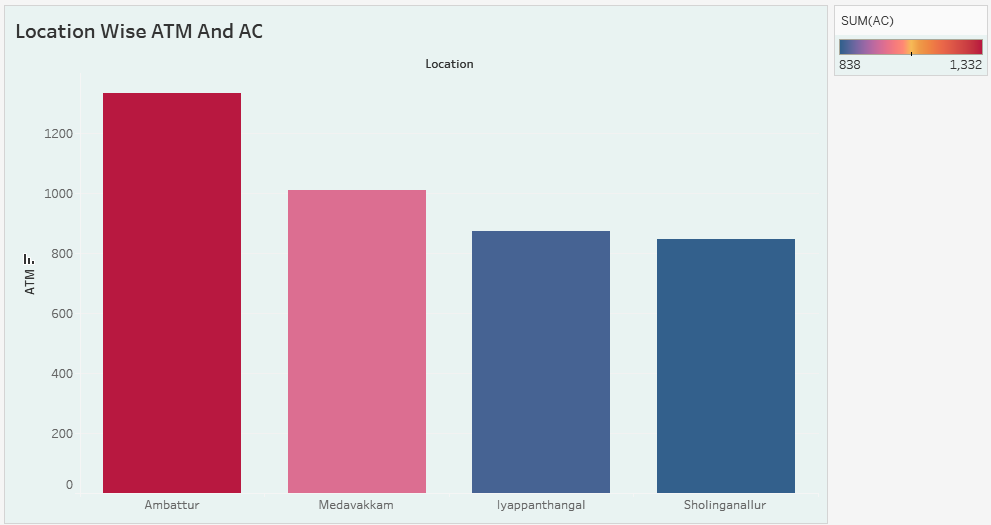 Location Wise ATM And AC
Location
1200
1000
800
600
400
200
0
ATM
Ambattur
Medavakkam
Iyappanthangal
Sholinganallur
SUM(AC)
838
1,332